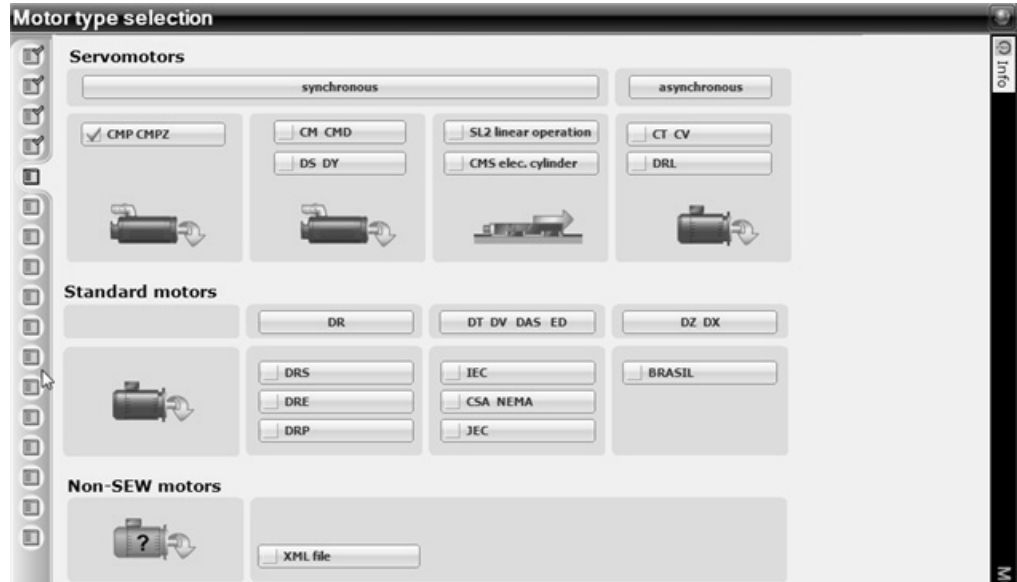 Motor type selection
Info
Servomotors
synchronous asynchronous
CMP CMPZ CM CMD SL2 linear operation CT CV
DS DY CMS elec. cylinder DRL
Standard motors
DR DT DV DAS ED DZ DX
DRS IEC BRASIL
DRE CSA NEMA
DRP JEC
Non-SEW motors
?
XML file
M